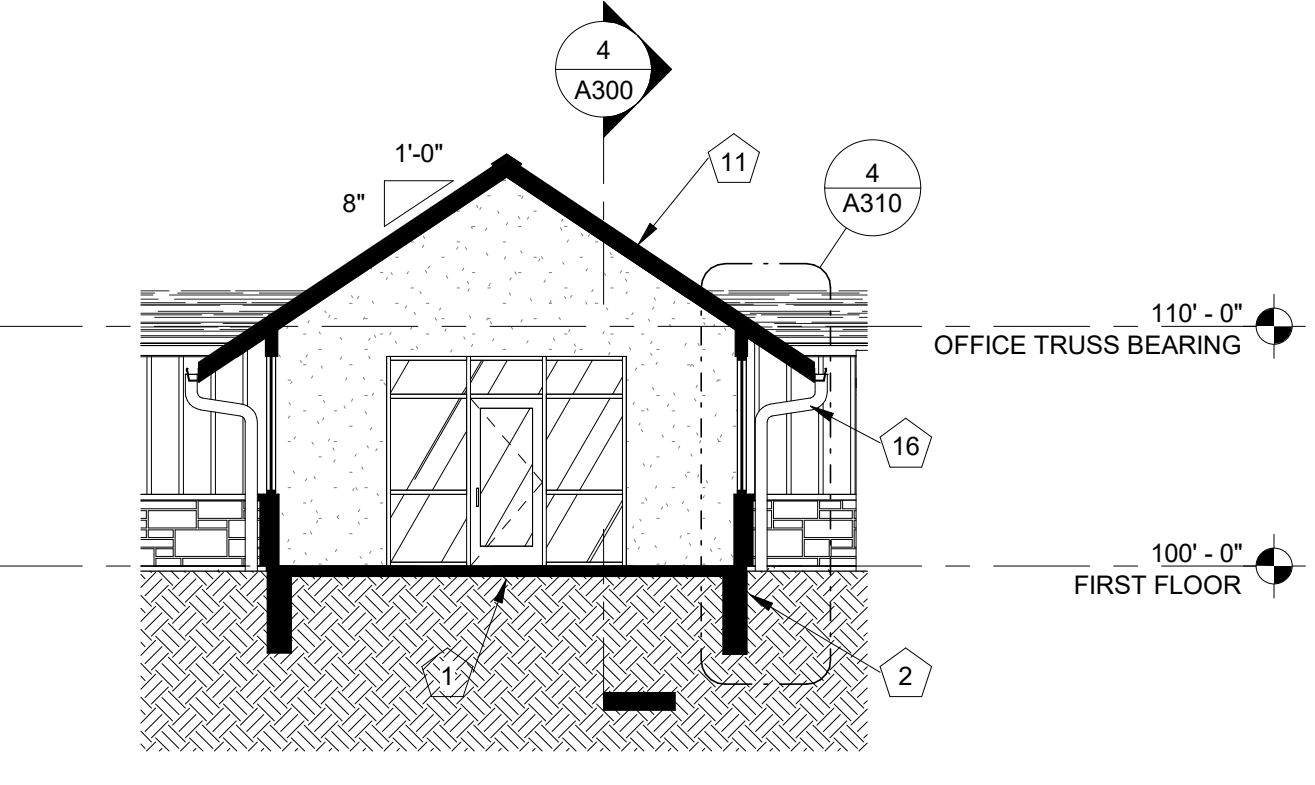 4
A300
1'-0"
8"
11
4
A310
110' - 0"
OFFICE TRUSS BEARING
16
100' - 0"
FIRST FLOOR
1
2